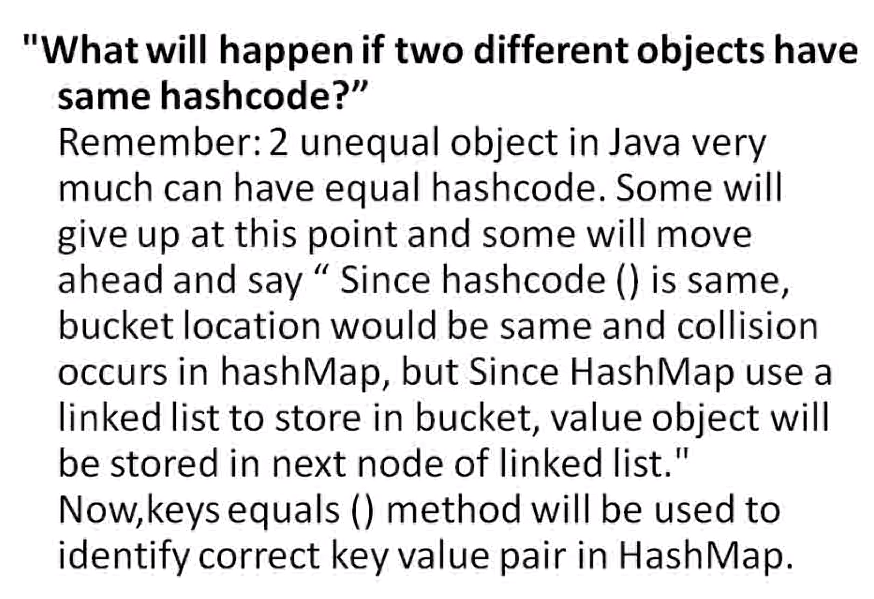 "What will happen if two different objects have
same hashcode?”
Remember: 2 unequal object in Java very
much can have equal hashcode. Some will
give up at this point and some will move
ahead and say “ Since hashcode () is same,
bucket location would be same and collision
occurs in hashMap, but Since HashMap use a
linked list to store in bucket, value object will
be stored in next node of linked list."
Now,keys equals () method will be used to
identify correct key value pair in HashMap.